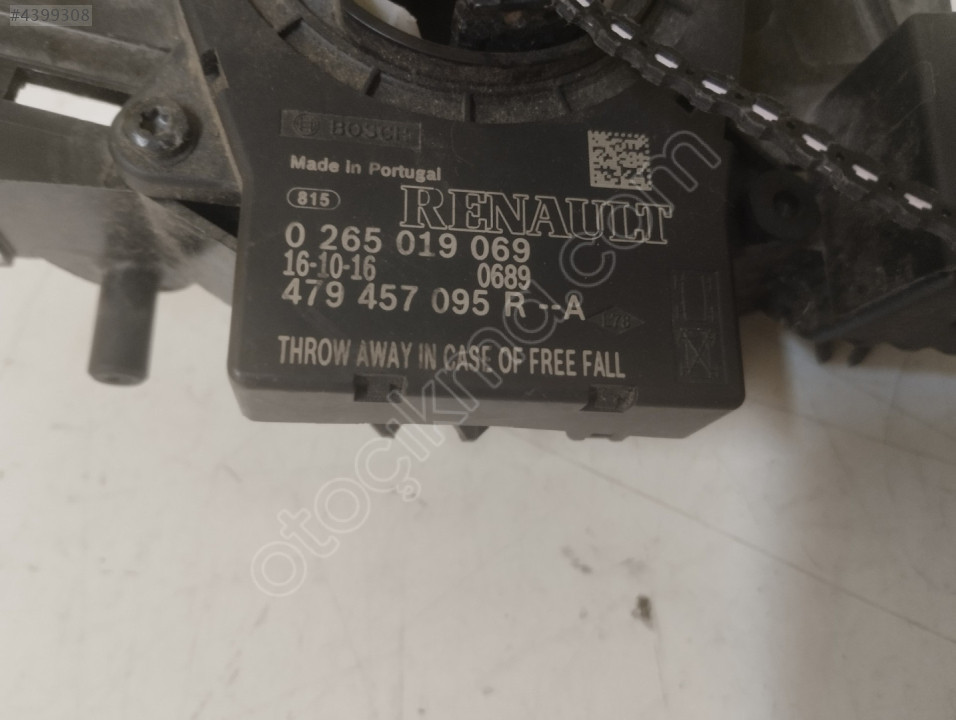 #4399308
BOSCH
Made in Portugal
815
RENAULT
0 265 019 069
16-10-16 0689
479 457 095 R --A
THROW AWAY IN CASE OF FREE FALL
otoçıkma.com